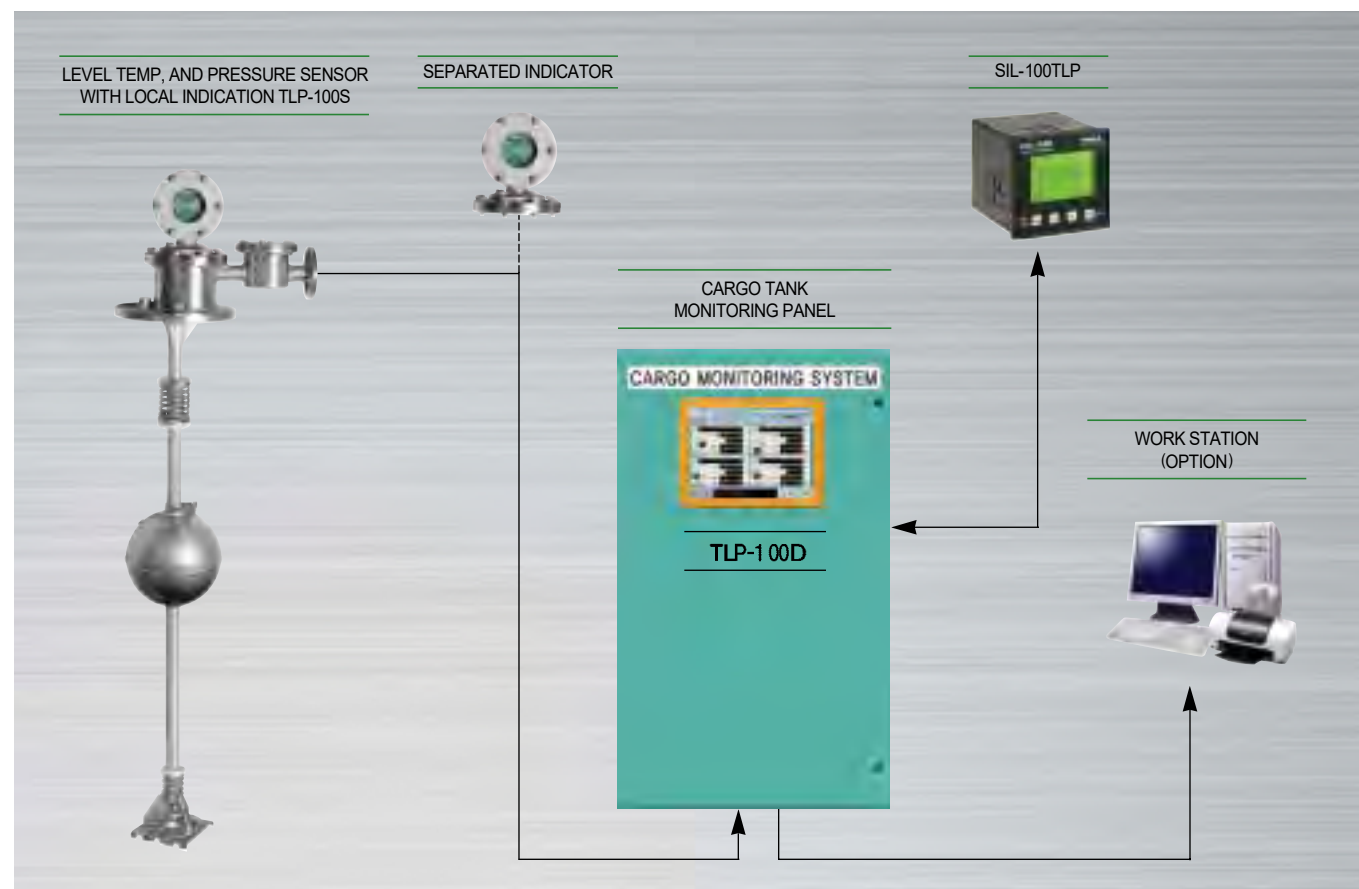 LEVEL TEMP, AND PRESSURE SENSOR
WITH LOCAL INDICATION TLP-100S
SEPARATED INDICATOR
SIL-100TLP
CARGO TANK
MONITORING PANEL
CARGO MONITORING SYSTEM
TLP-100D
WORK STATION
(OPTION)